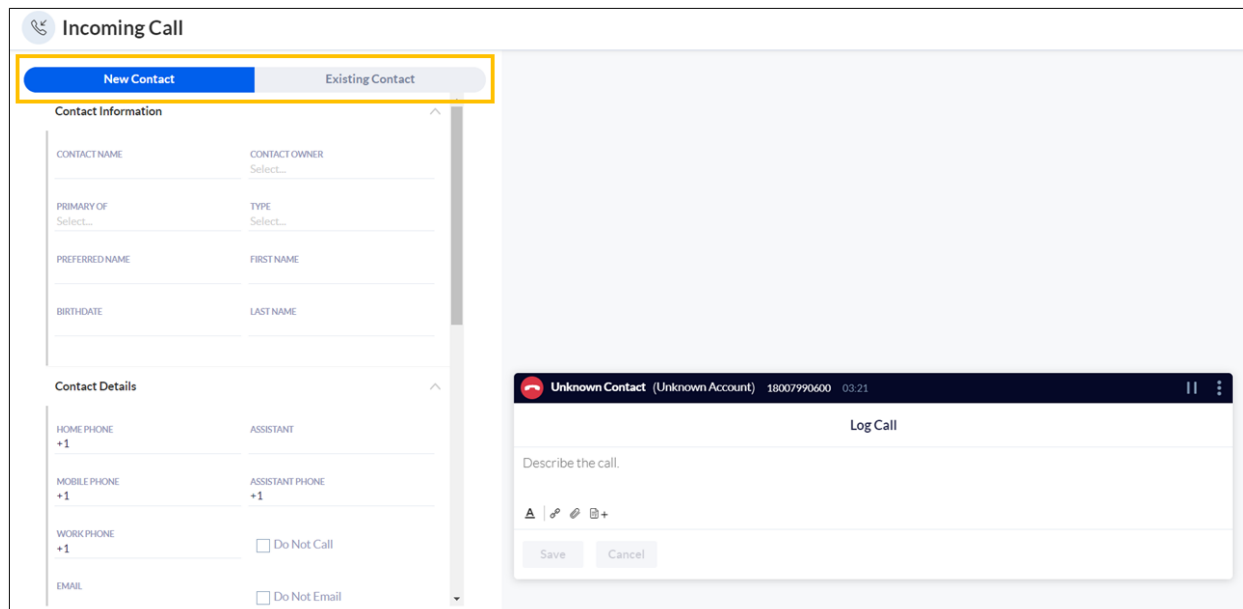 Incoming Call
New Contact
Existing Contact
Contact Information
CONTACT NAME
CONTACT OWNER
Select...
PRIMARY OF
Select...
TYPE
Select...
PREFERRED NAME
FIRST NAME
BIRTHDATE
LAST NAME
Contact Details
HOME PHONE
+1
ASSISTANT
MOBILE PHONE
+1
ASSISTANT PHONE
+1
WORK PHONE
+1
Do Not Call
EMAIL
Do Not Email
Unknown Contact (Unknown Account) 18007990600 03:21
Log Call
Describe the call.
A
Save
Cancel